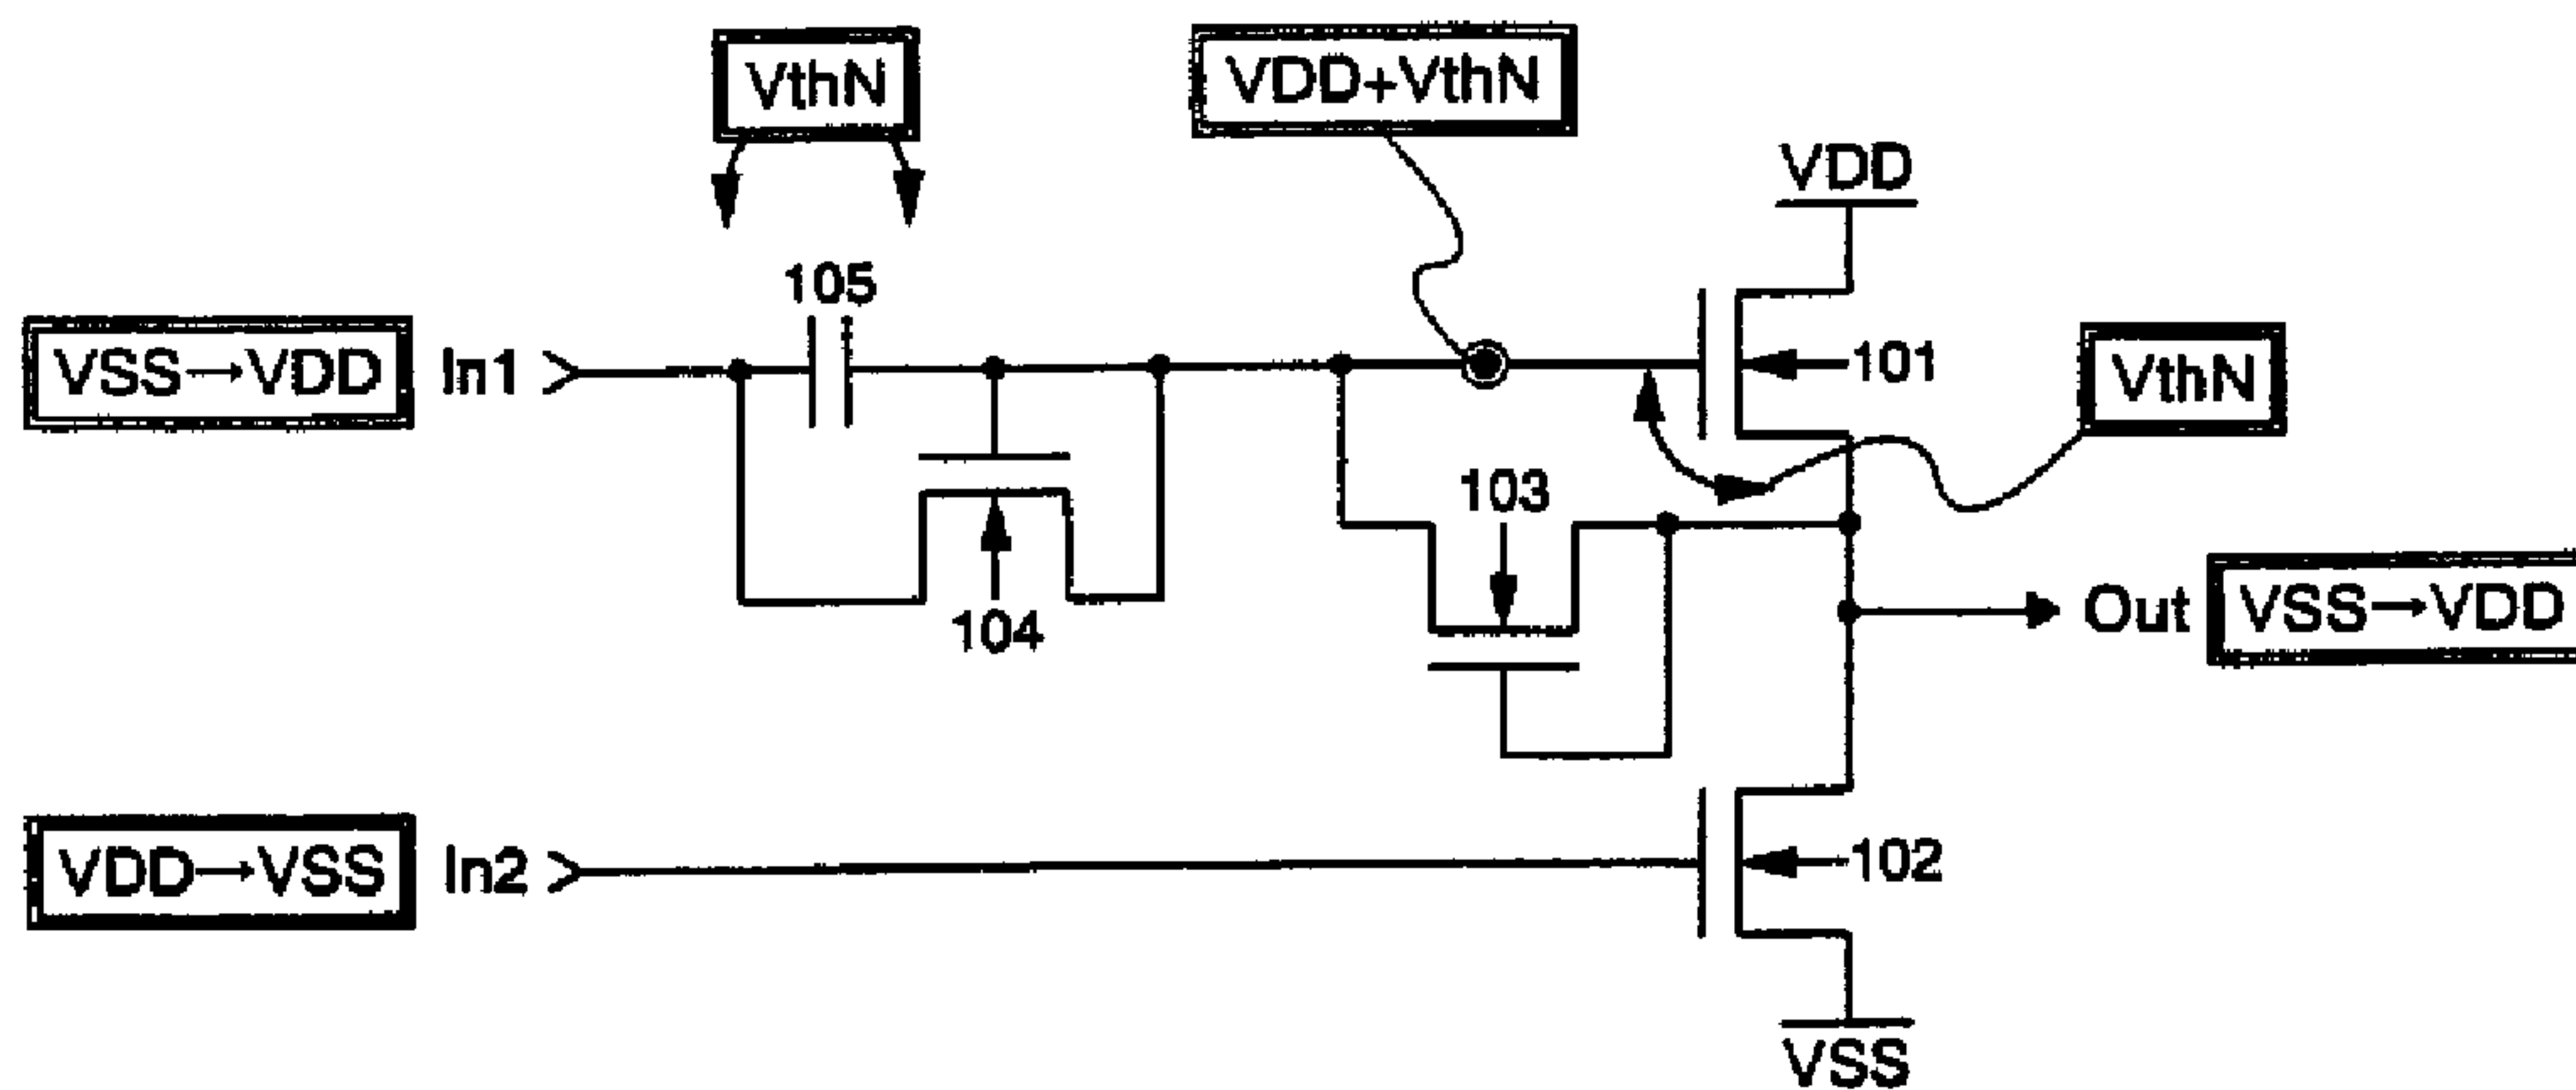 VthN
VDD+VthN
VDD
105
VSS→VDD
In1
101
VthN
103
104
Out
VSS→VDD
VDD→VSS
In2
102
VSS